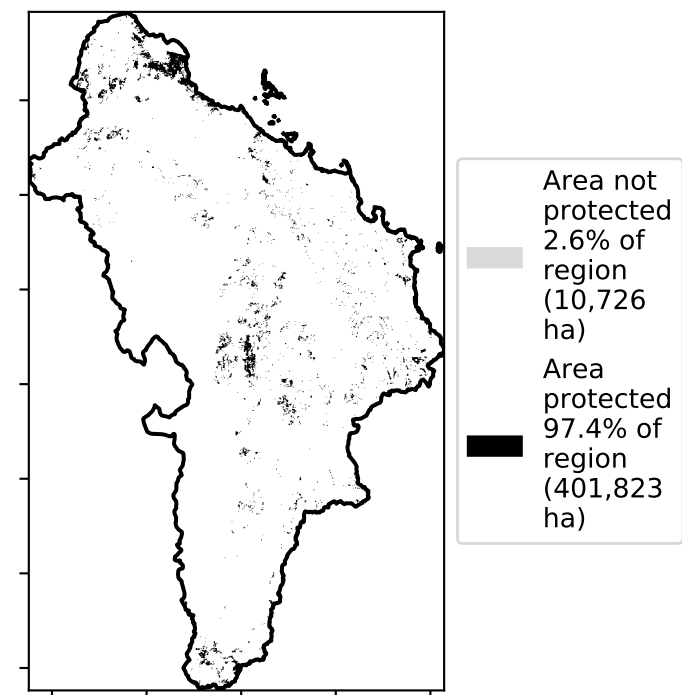 Area not
protected
2.6% of
region
(10,726
ha)
Area
protected
97.4% of
region
(401,823
ha)